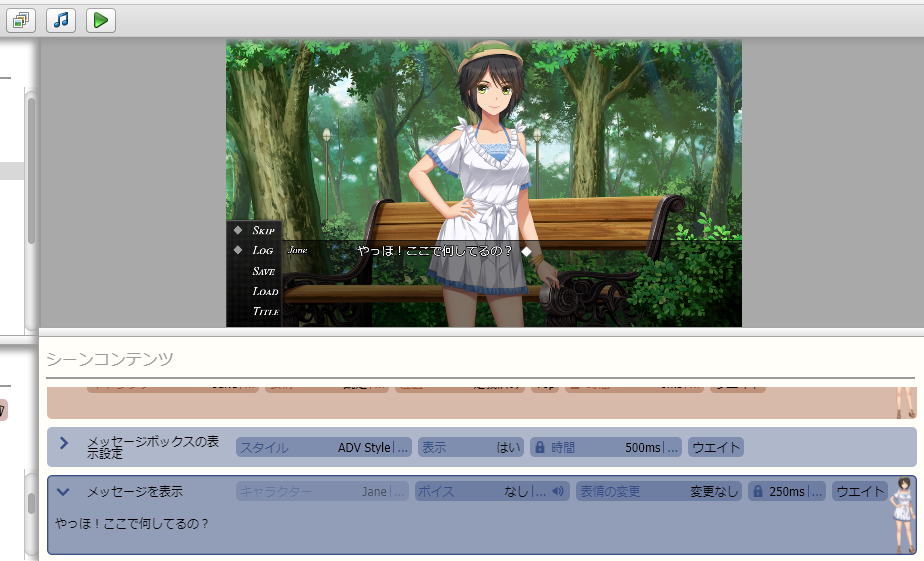 SKIP
LOG
SAVE
LOAD
TITLE
Jane
やっほ！ここで何してるの？
シーンコンテンツ
メッセージボックスの表示設定
スタイル ADV Style|...
表示 はい
時間 500ms|...
ウエイト
メッセージを表示
キャラクター Jane|...
ボイス なし|...
表情の変更 変更なし
250ms|...
ウエイト
やっほ！ここで何してるの？